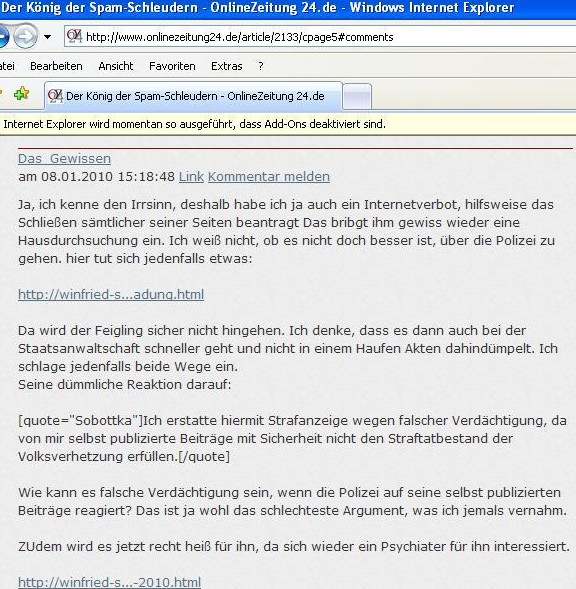 Der König der Spam-Schleudern - OnlineZeitung 24.de - Windows Internet Explorer
http://www.onlinezeitung24.de/article/2133/cpage5#comments
atei Bearbeiten Ansicht Favoriten Extras ?
Der König der Spam-Schleudern - OnlineZeitung 24.de
Internet Explorer wird momentan so ausgeführt, dass Add-Ons deaktiviert sind.
Das_Gewissen
am 08.01.2010 15:18:48 Link Kommentar melden
Ja, ich kenne den Irrsinn, deshalb habe ich ja auch ein Internetverbot, hilfsweise das
Schließen sämtlicher seiner Seiten beantragt Das bribgt ihm gewiss wieder eine
Hausdurchsuchung ein. Ich weiß nicht, ob es nicht doch besser ist, über die Polizei zu
gehen. hier tut sich jedenfalls etwas:
http://winfried-s...adung.html
Da wird der Feigling sicher nicht hingehen. Ich denke, dass es dann auch bei der
Staatsanwaltschaft schneller geht und nicht in einem Haufen Akten dahindümpelt. Ich
schlage jedenfalls beide Wege ein.
Seine dümmliche Reaktion darauf:
[quote="Sobottka"]Ich erstatte hiermit Strafanzeige wegen falscher Verdächtigung, da
von mir selbst publizierte Beiträge mit Sicherheit nicht den Straftatbestand der
Volksverhetzung erfüllen.[/quote]
Wie kann es falsche Verdächtigung sein, wenn die Polizei auf seine selbst publizierten
Beiträge reagiert? Das ist ja wohl das schlechteste Argument, was ich jemals vernahm.
ZUdem wird es jetzt recht heiß für ihn, da sich wieder ein Psychiater für ihn interessiert.
http://winfried-s...-2010.html